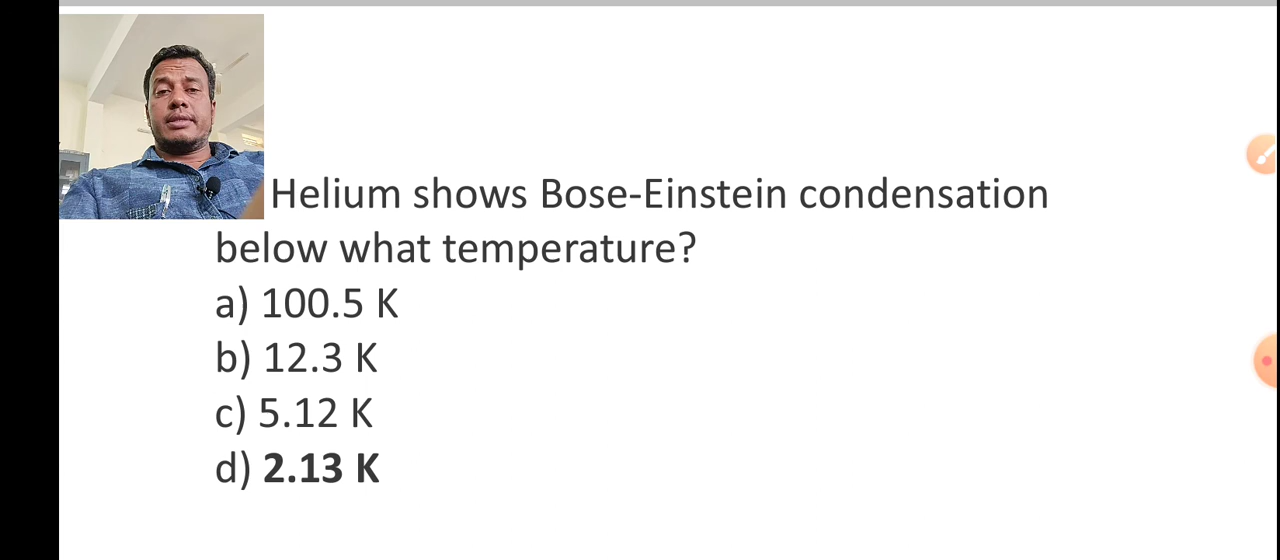 Helium shows Bose-Einstein condensation
below what temperature?
a) 100.5 K
b) 12.3 K
c) 5.12 K
d) 2.13 K